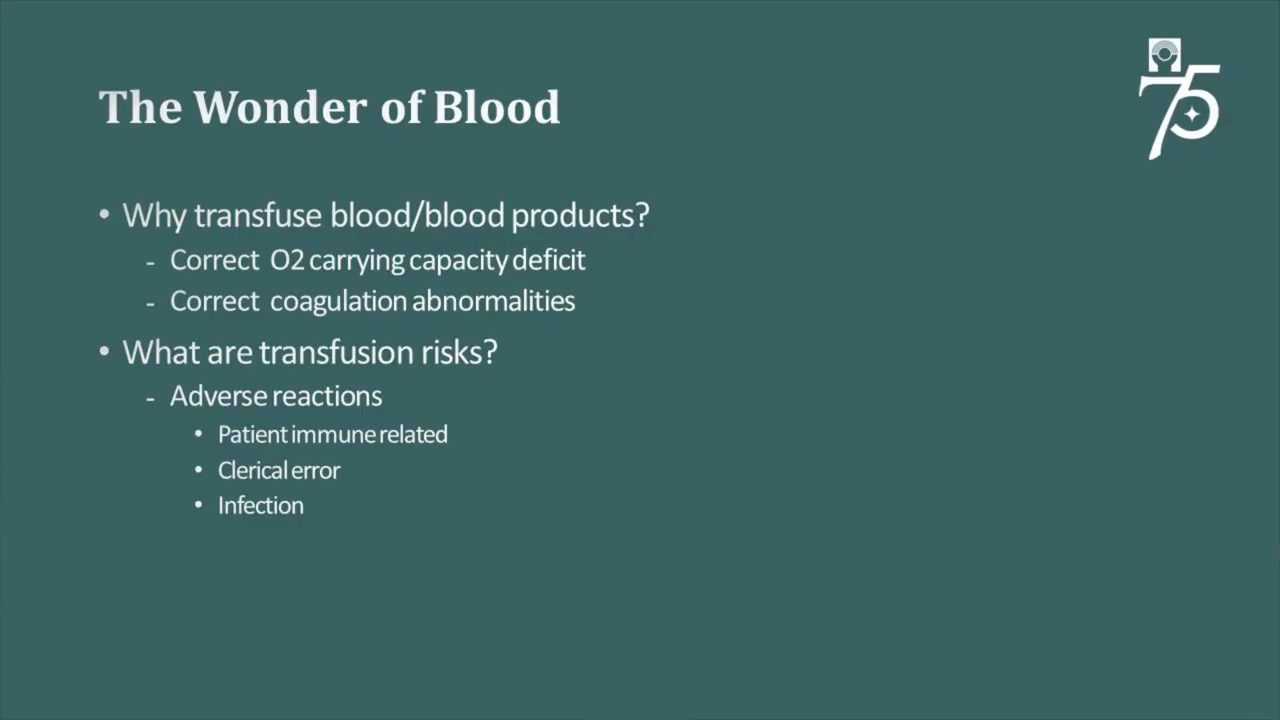 The Wonder of Blood
75
• Why transfuse blood/blood products?
- Correct O2 carrying capacity deficit
- Correct coagulation abnormalities
• What are transfusion risks?
- Adverse reactions
• Patient immune related
• Clerical error
• Infection